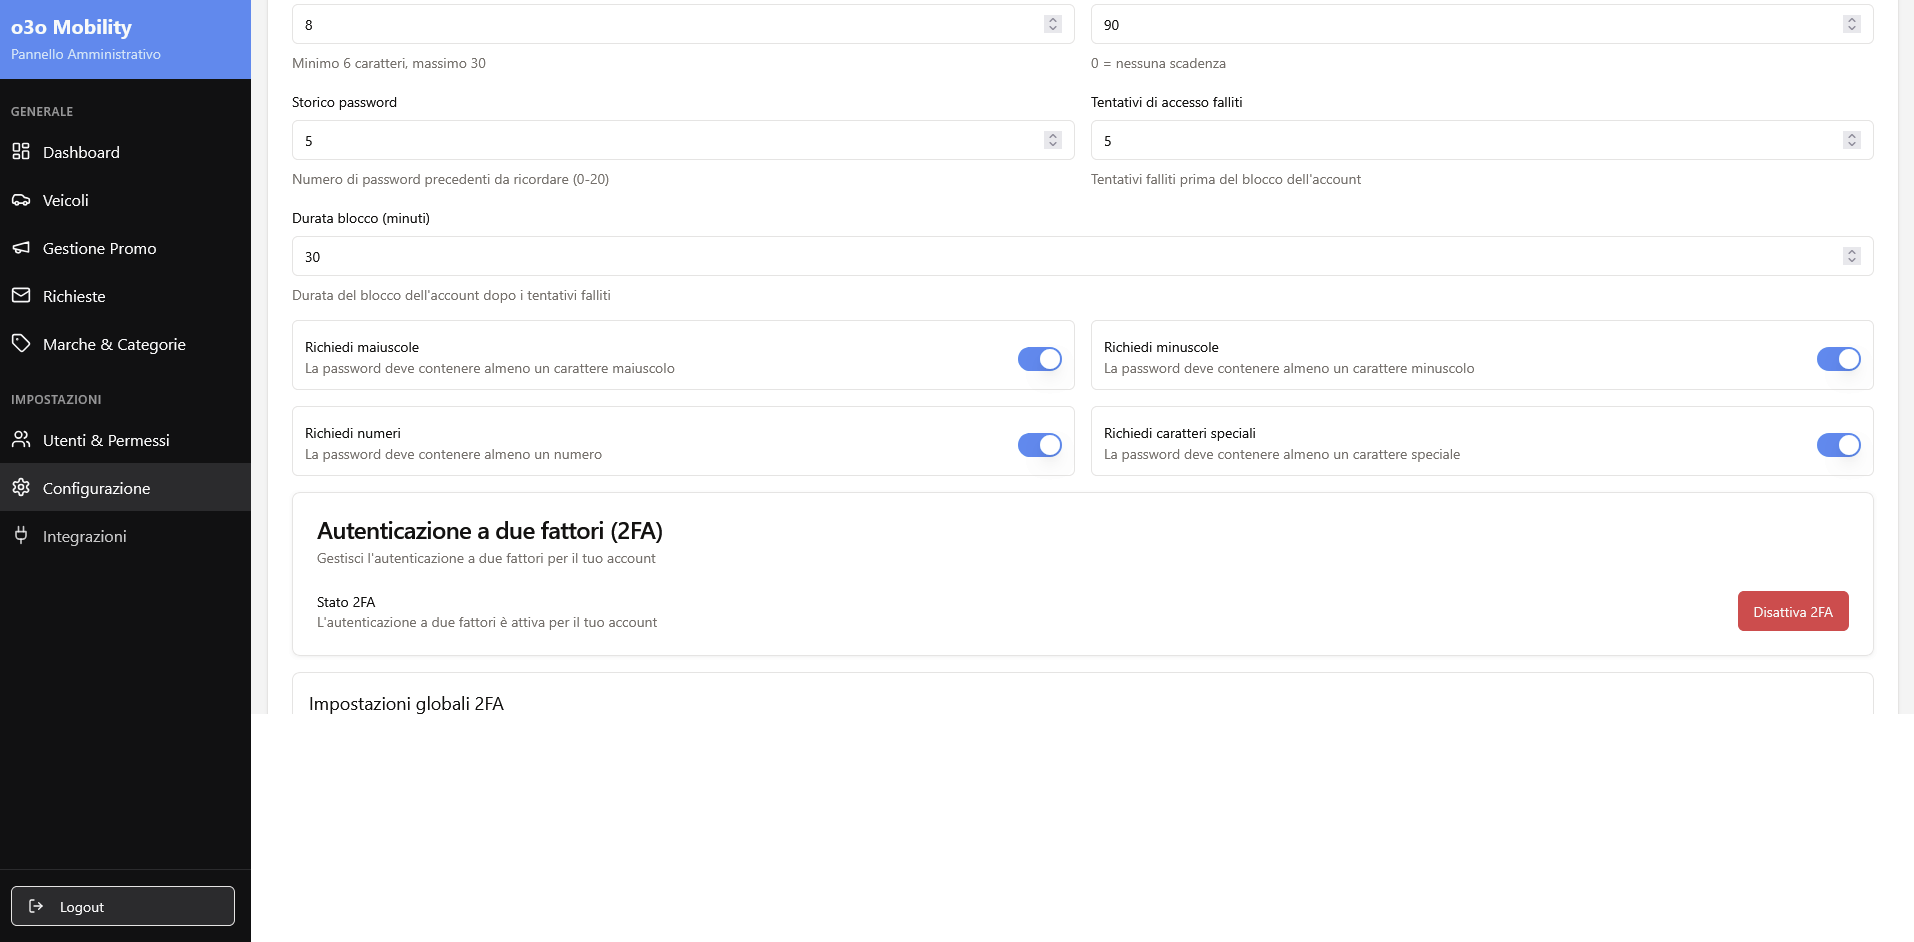 o3o Mobility
Pannello Amministrativo
GENERALE
Dashboard
Veicoli
Gestione Promo
Richieste
Marche & Categorie
IMPOSTAZIONI
Utenti & Permessi
Configurazione
Integrazioni
Logout
8
90
Minimo 6 caratteri, massimo 30
0 = nessuna scadenza
Storico password
Tentativi di accesso falliti
5
5
Numero di password precedenti da ricordare (0-20)
Tentativi falliti prima del blocco dell'account
Durata blocco (minuti)
30
Durata del blocco dell'account dopo i tentativi falliti
Richiedi maiuscole
La password deve contenere almeno un carattere maiuscolo
Richiedi minuscole
La password deve contenere almeno un carattere minuscolo
Richiedi numeri
La password deve contenere almeno un numero
Richiedi caratteri speciali
La password deve contenere almeno un carattere speciale
Autenticazione a due fattori (2FA)
Gestisci l'autenticazione a due fattori per il tuo account
Stato 2FA
L'autenticazione a due fattori è attiva per il tuo account
Disattiva 2FA
Impostazioni globali 2FA